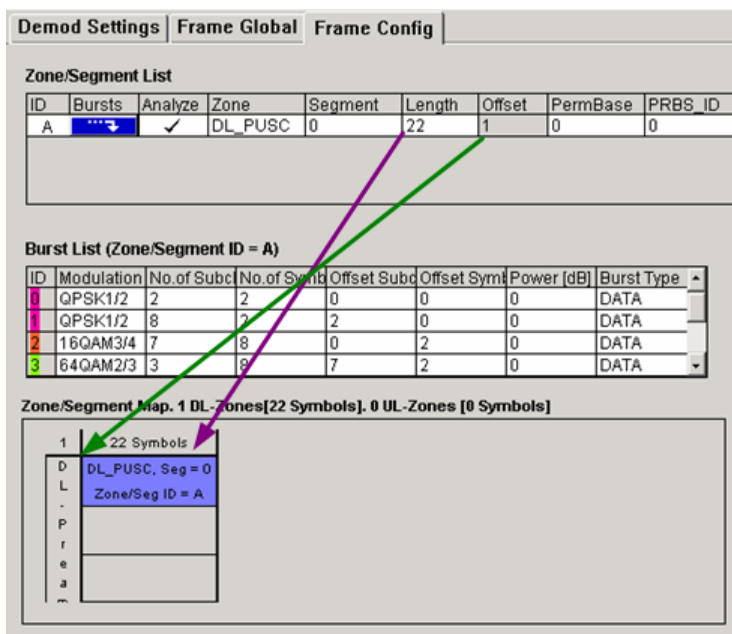 Demod Settings Frame Global Frame Config
Zone/Segment List
ID Bursts Analyze Zone Segment Length Offset PermBase PRBS_ID
A DL_PUSC 0 22 1 0 0
Burst List (Zone/Segment ID = A)
ID Modulation No.of Subcl No.of Symb Offset Subc Offset Symb Power [dB] Burst Type
0 QPSK1/2 2 2 0 0 0 DATA
1 QPSK1/2 8 2 2 0 0 DATA
2 16QAM3/4 7 8 0 2 0 DATA
3 64QAM2/3 3 8 7 2 0 DATA
Zone/Segment Map. 1 DL-Zones[22 Symbols]. 0 UL-Zones [0 Symbols]
1 22 Symbols
DL-Prea
DL_PUSC, Seg = 0
Zone/Seg ID = A